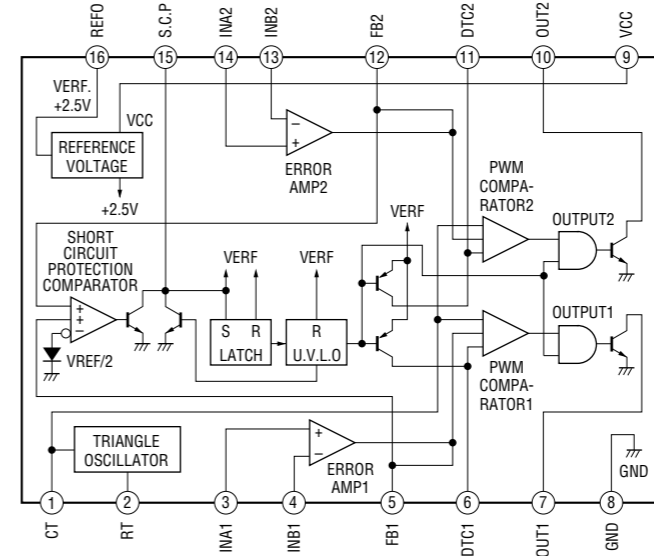 REFO
S.C.P
INA2
INB2
FB2
DTC2
OUT2
VCC
16
15
14
13
12
11
10
9
VERF.
+2.5V
VCC
REFERENCE
VOLTAGE
+2.5V
−
+
ERROR
AMP2
PWM
COMPA-
RATOR2
OUTPUT2
SHORT
CIRCUIT
PROTECTION
COMPARATOR
VERF
VERF
VERF
+
+
−
VREF/2
S R
LATCH
R
U.V.L.O
OUTPUT1
PWM
COMPA-
RATOR1
TRIANGLE
OSCILLATOR
+
−
ERROR
AMP1
GND
1
2
3
4
5
6
7
8
CT
RT
INA1
INB1
FB1
DTC1
OUT1
GND